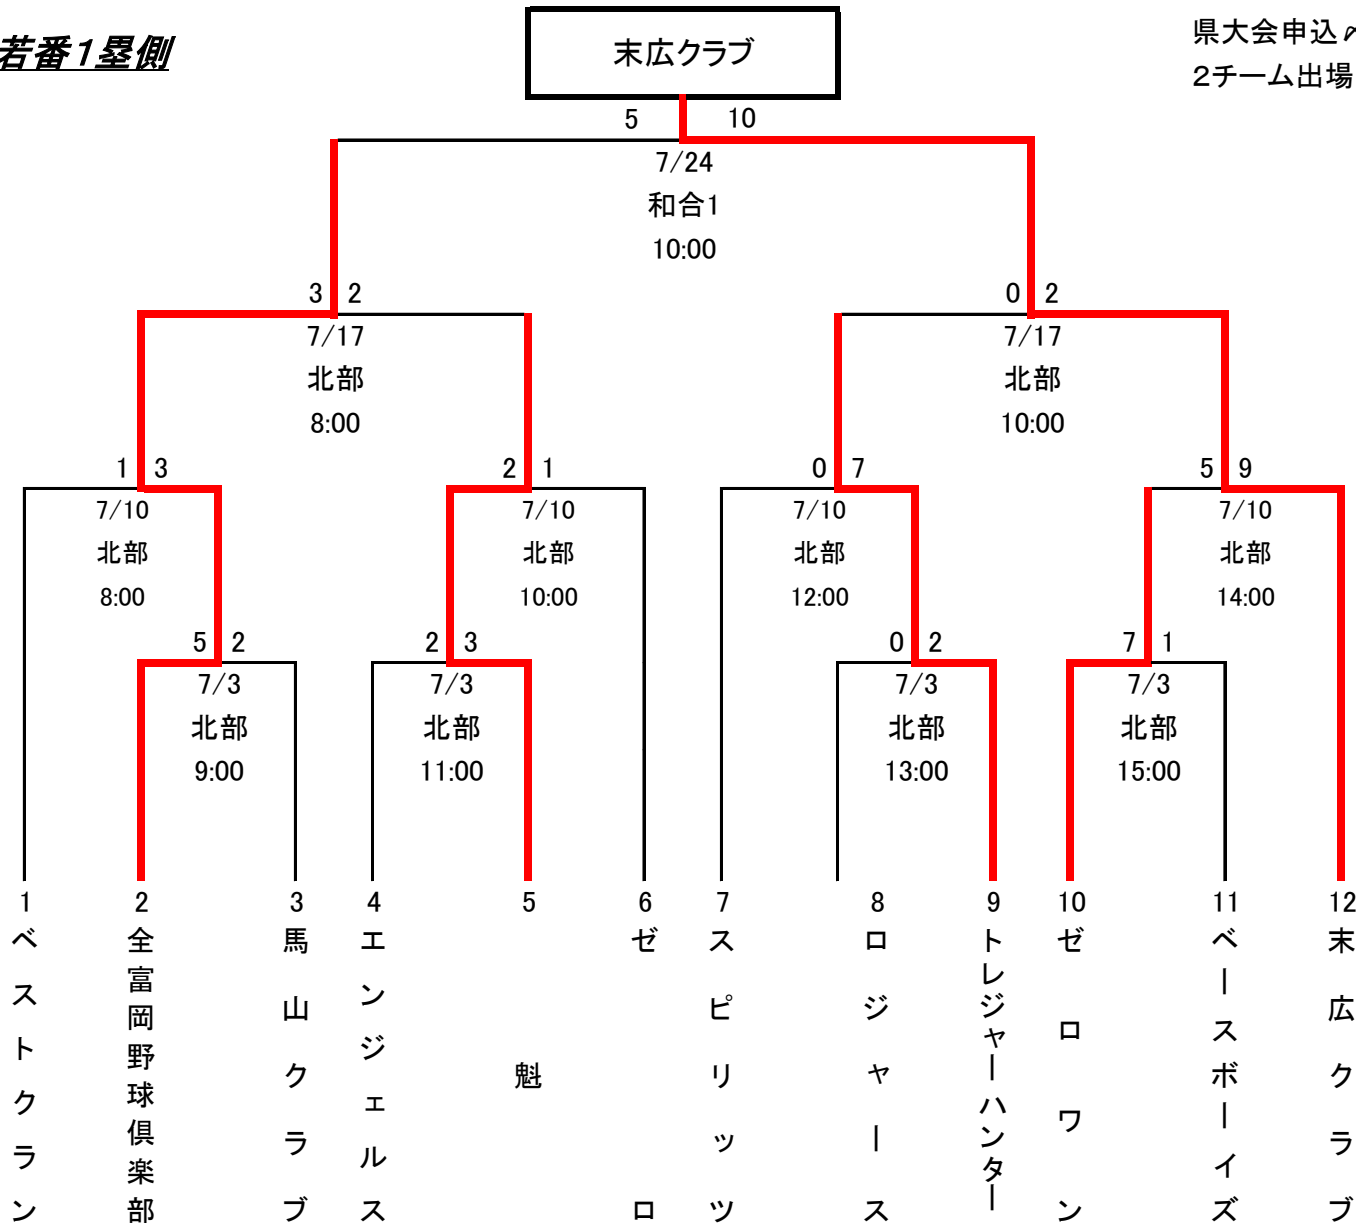 若番1塁側
末広クラブ
県大会申込〆
2チーム出場
5 10
7/24
和合1
10:00
3 2
7/17
北部
8:00
0 2
7/17
北部
10:00
1 3
7/10
北部
8:00
2 1
7/10
北部
10:00
0 7
7/10
北部
12:00
5 9
7/10
北部
14:00
5 2
7/3
北部
9:00
2 3
7/3
北部
11:00
0 2
7/3
北部
13:00
7 1
7/3
北部
15:00
1 2 3 4 5 6 7 8 9 10 11 12
ベストクラン
全富岡野球倶楽部
馬山クラブ
エンジェルス
魁
ゼロ
スピリッツ
ロジャース
トレジャーハンター
ゼロワン
ベースボーイズ
末広クラブ